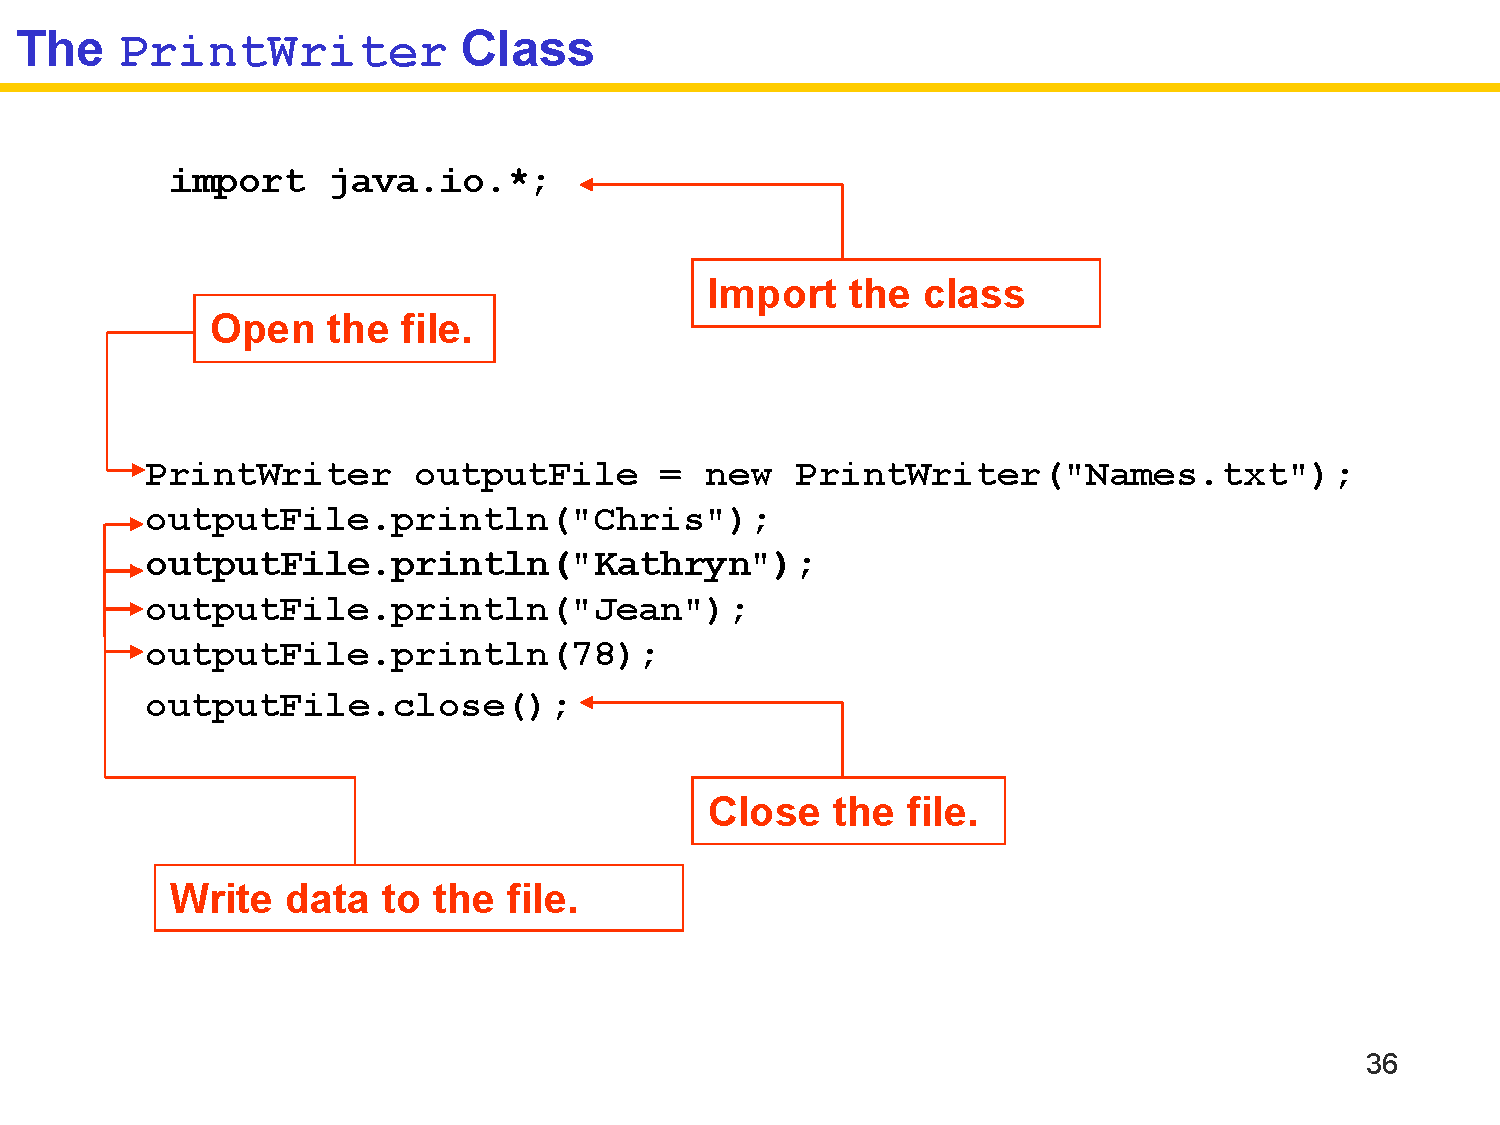 The PrintWriter Class
import java.io.*;
Import the class
Open the file.
PrintWriter outputFile = new PrintWriter("Names.txt");
outputFile.println("Chris");
outputFile.println("Kathryn");
outputFile.println("Jean");
outputFile.println(78);
outputFile.close();
Close the file.
Write data to the file.
36